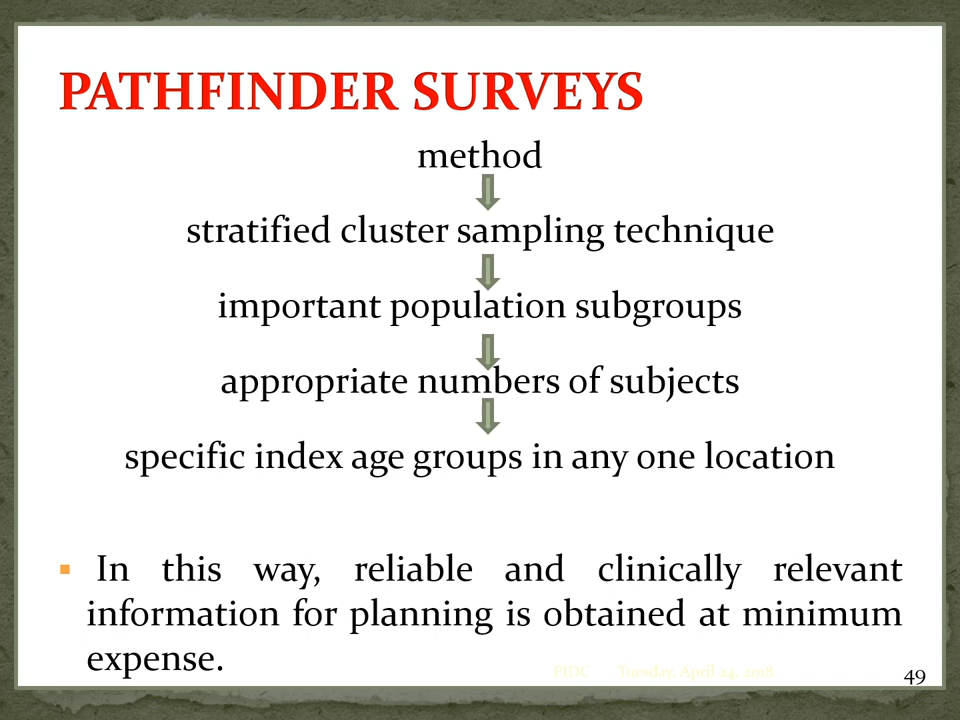 PATHFINDER SURVEYS
method
stratified cluster sampling technique
important population subgroups
appropriate numbers of subjects
specific index age groups in any one location
▪ In this way, reliable and clinically relevant
information for planning is obtained at minimum
expense.
PIDC Tuesday, April 24, 2018
49